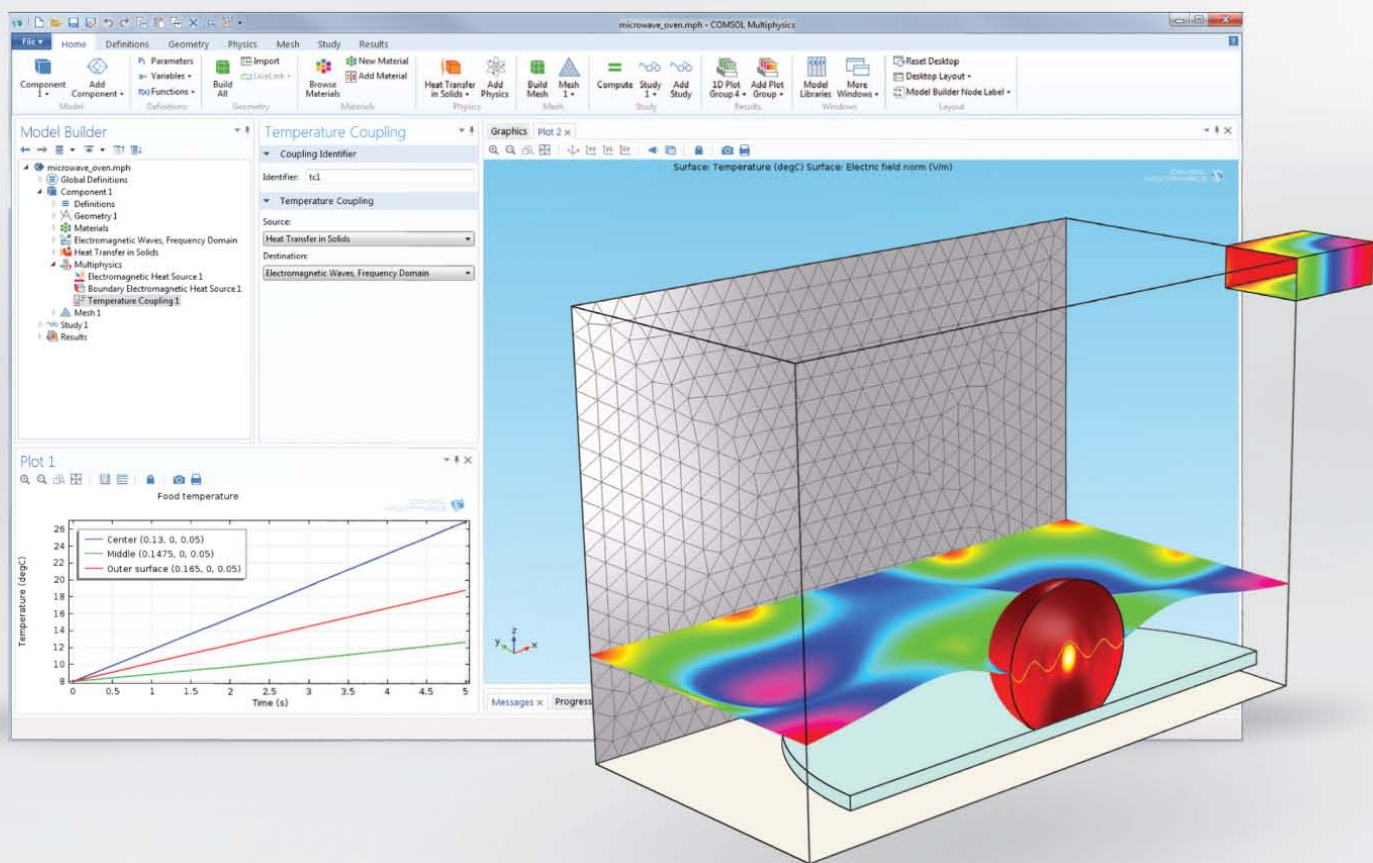 microwave_oven.mph - COMSOL Multiphysics
File Home Definitions Geometry Physics Mesh Study Results
Component 1
Add Component
Model
Pi Parameters
a= Variables
f(x) Functions
Definitions
Build All
Import
LiveLink
Geometry
Browse Materials
New Material
Add Material
Materials
Heat Transfer in Solids
Add Physics
Physics
Build Mesh
Mesh 1
Mesh
Compute
Study 1
Add Study
Study
1D Plot Group 4
Add Plot Group
Results
Model Libraries
More Windows
Windows
Reset Desktop
Desktop Layout
Model Builder Node Label
Layout
Model Builder
microwave_oven.mph
Global Definitions
Component 1
Definitions
Geometry 1
Materials
Electromagnetic Waves, Frequency Domain
Heat Transfer in Solids
Multiphysics
Electromagnetic Heat Source 1
Boundary Electromagnetic Heat Source 1
Temperature Coupling 1
Mesh 1
Study 1
Results
Temperature Coupling
Coupling Identifier
Identifier: tc1
Temperature Coupling
Source:
Heat Transfer in Solids
Destination:
Electromagnetic Waves, Frequency Domain
Graphics Plot 2
Surface: Temperature (degC) Surface: Electric field norm (V/m)
COMSOL
MULTIPHYSICS
z
y
x
Messages Progress
Plot 1
Food temperature
COMSOL
MULTIPHYSICS
Center (0.13, 0, 0.05)
Middle (0.1475, 0, 0.05)
Outer surface (0.165, 0, 0.05)
Temperature (degC)
26
24
22
20
18
16
14
12
10
8
0 0.5 1 1.5 2 2.5 3 3.5 4 4.5 5
Time (s)